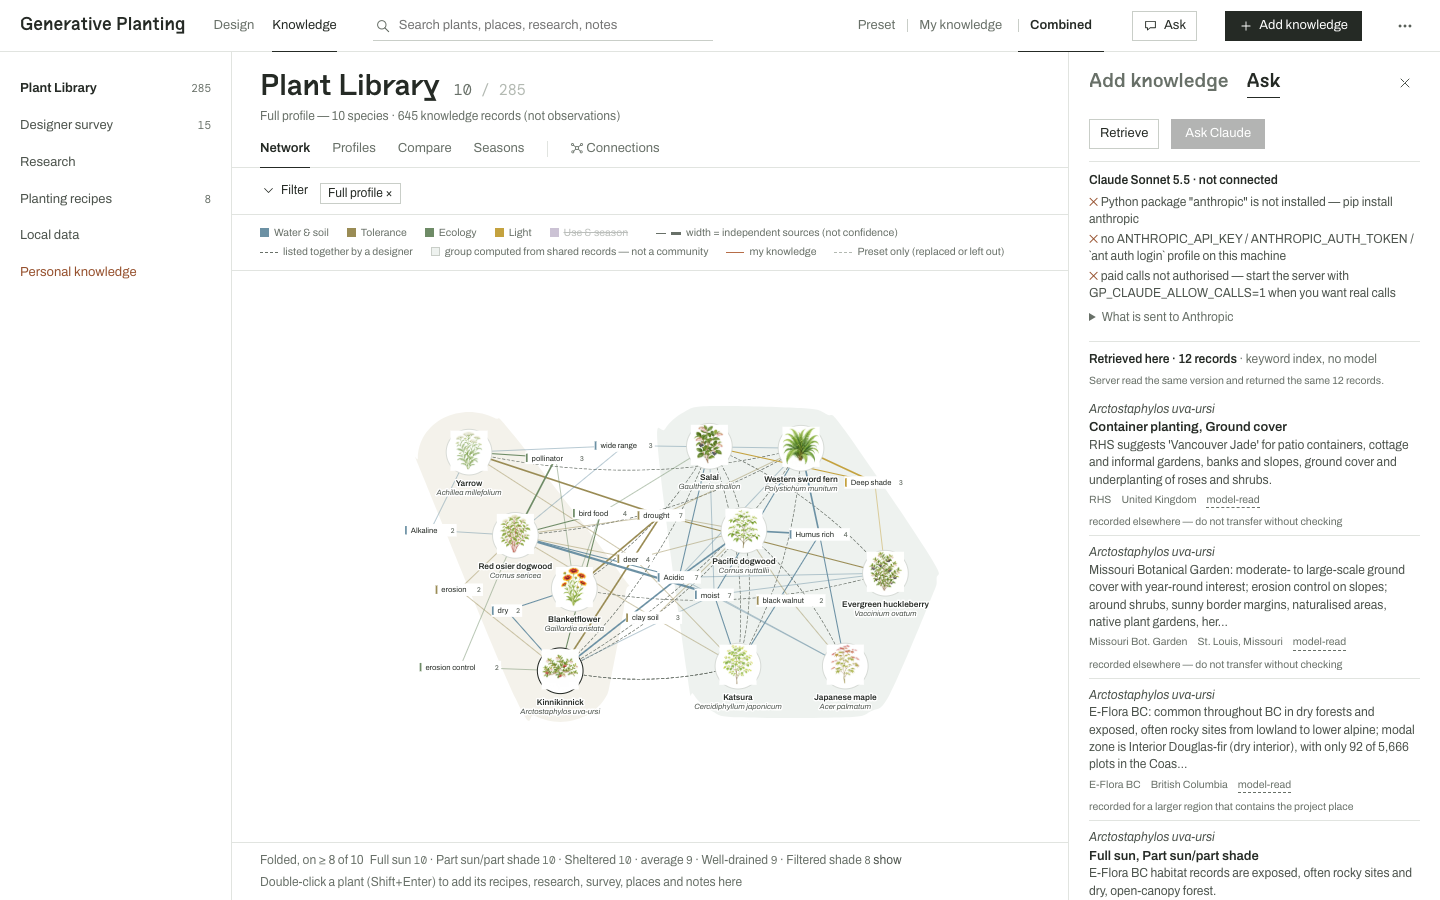 Generative Planting
Design
Knowledge
Search plants, places, research, notes
Preset
My knowledge
Combined
Ask
+ Add knowledge
Plant Library 285
Designer survey 15
Research
Planting recipes 8
Local data
Personal knowledge
Plant Library 10 / 285
Full profile — 10 species · 645 knowledge records (not observations)
Network
Profiles
Compare
Seasons
Connections
Filter
Full profile ×
Water & soil
Tolerance
Ecology
Light
Use & season
width = independent sources (not confidence)
listed together by a designer
group computed from shared records — not a community
my knowledge
Preset only (replaced or left out)
wide range 3
pollinator 3
Yarrow
Achillea millefolium
Salal
Gaultheria shallon
Western sword fern
Polystichum munitum
Deep shade 3
bird food 4
drought 7
Alkaline 2
Humus rich 4
Red osier dogwood
Cornus sericea
deer 4
Pacific dogwood
Cornus nuttallii
Acidic 7
erosion 2
moist 7
black walnut 2
Evergreen huckleberry
Vaccinium ovatum
dry 2
Blanketflower
Gaillardia aristata
clay soil 3
erosion control 2
Kinnikinnick
Arctostaphylos uva-ursi
Katsura
Cercidiphyllum japonicum
Japanese maple
Acer palmatum
Folded, on ≥ 8 of 10 Full sun 10 · Part sun/part shade 10 · Sheltered 10 · average 9 · Well-drained 9 · Filtered shade 8 show
Double-click a plant (Shift+Enter) to add its recipes, research, survey, places and notes here
Add knowledge
Ask
Retrieve
Ask Claude
Claude Sonnet 5.5 · not connected
Python package "anthropic" is not installed — pip install
anthropic
no ANTHROPIC_API_KEY / ANTHROPIC_AUTH_TOKEN /
`ant auth login` profile on this machine
paid calls not authorised — start the server with
GP_CLAUDE_ALLOW_CALLS=1 when you want real calls
What is sent to Anthropic
Retrieved here · 12 records · keyword index, no model
Server read the same version and returned the same 12 records.
Arctostaphylos uva-ursi
Container planting, Ground cover
RHS suggests 'Vancouver Jade' for patio containers, cottage
and informal gardens, banks and slopes, ground cover and
underplanting of roses and shrubs.
RHS United Kingdom model-read
recorded elsewhere — do not transfer without checking
Arctostaphylos uva-ursi
Missouri Botanical Garden: moderate- to large-scale ground
cover with year-round interest; erosion control on slopes;
around shrubs, sunny border margins, naturalised areas,
native plant gardens, her…
Missouri Bot. Garden St. Louis, Missouri model-read
recorded elsewhere — do not transfer without checking
Arctostaphylos uva-ursi
E-Flora BC: common throughout BC in dry forests and
exposed, often rocky sites from lowland to lower alpine; modal
zone is Interior Douglas-fir (dry interior), with only 92 of 5,666
plots in the Coas…
E-Flora BC British Columbia model-read
recorded for a larger region that contains the project place
Arctostaphylos uva-ursi
Full sun, Part sun/part shade
E-Flora BC habitat records are exposed, often rocky sites and
dry, open-canopy forest.